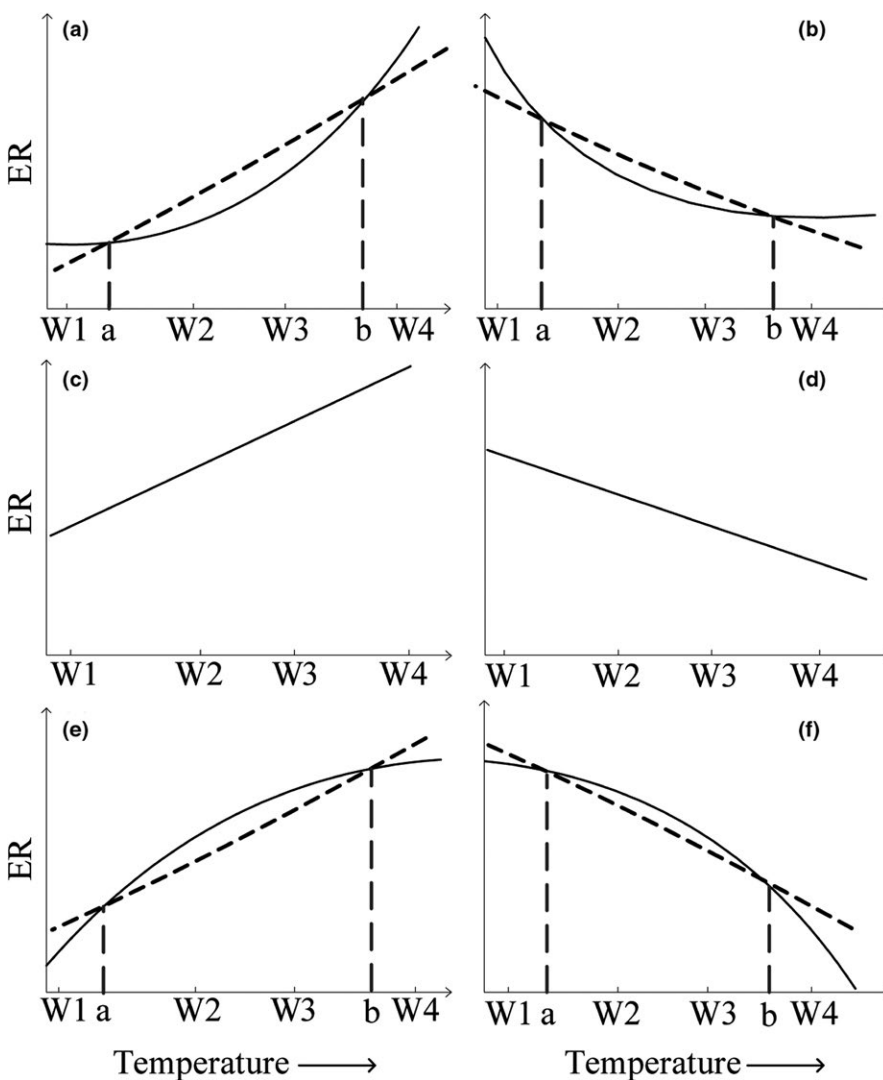 (a) (b)
ER
W1 a W2 W3 b W4 W1 a W2 W3 b W4
(c) (d)
ER
W1 W2 W3 W4 W1 W2 W3 W4
(e) (f)
ER
W1 a W2 W3 b W4 W1 a W2 W3 b W4
Temperature Temperature